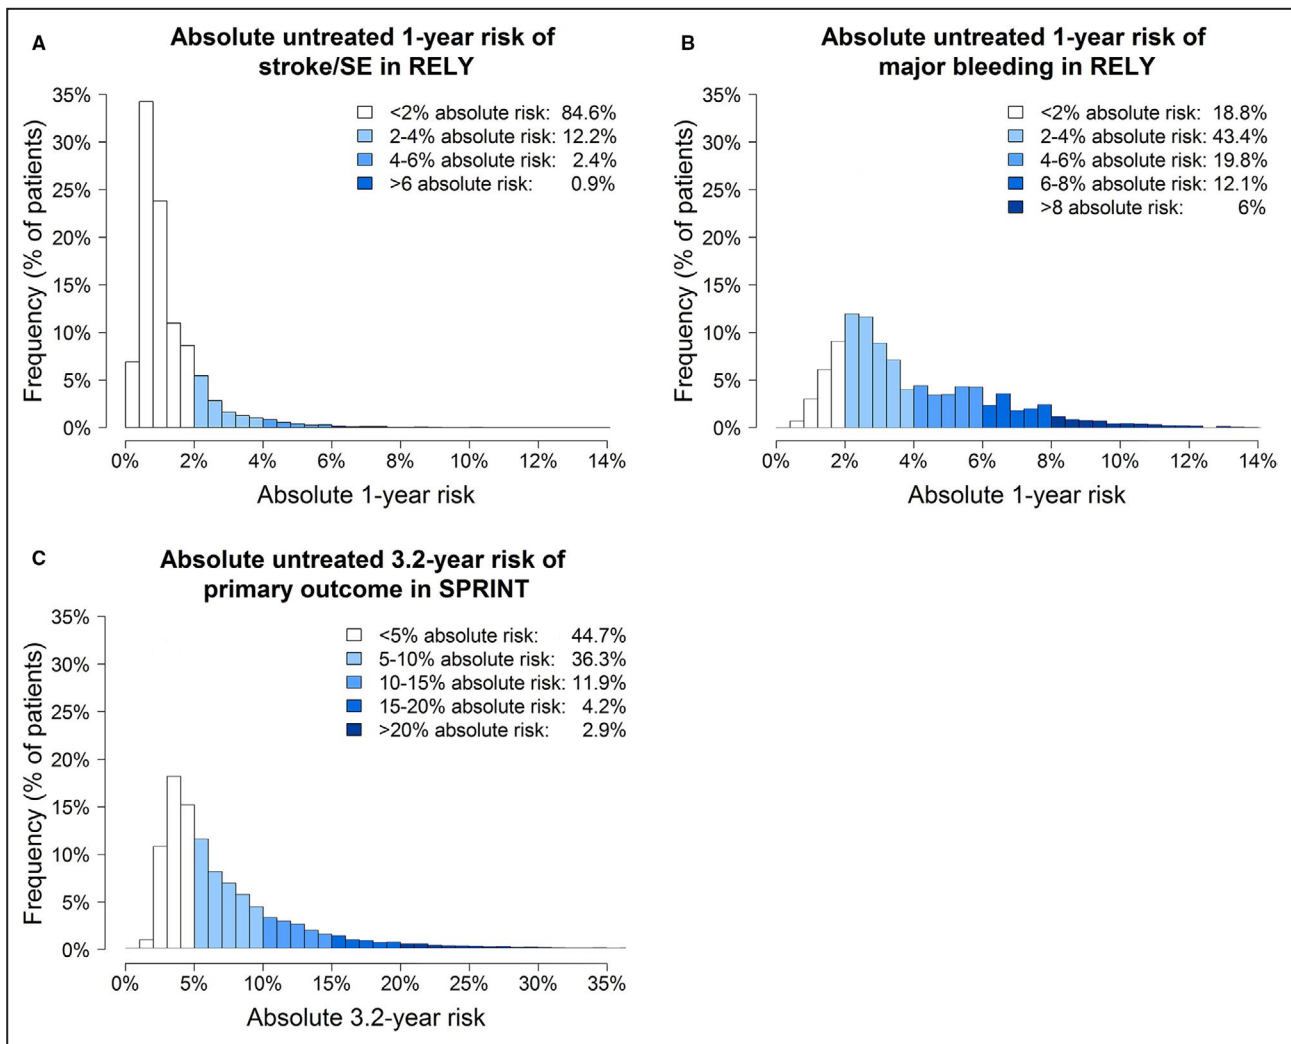 A
Absolute untreated 1-year risk of
stroke/SE in RELY
35%
30%
25%
20%
15%
10%
5%
0%
Frequency (% of patients)
<2% absolute risk: 84.6%
2-4% absolute risk: 12.2%
4-6% absolute risk: 2.4%
>6 absolute risk: 0.9%
0% 2% 4% 6% 8% 10% 12% 14%
Absolute 1-year risk
B
Absolute untreated 1-year risk of
major bleeding in RELY
35%
30%
25%
20%
15%
10%
5%
0%
Frequency (% of patients)
<2% absolute risk: 18.8%
2-4% absolute risk: 43.4%
4-6% absolute risk: 19.8%
6-8% absolute risk: 12.1%
>8 absolute risk: 6%
0% 2% 4% 6% 8% 10% 12% 14%
Absolute 1-year risk
C
Absolute untreated 3.2-year risk of
primary outcome in SPRINT
35%
30%
25%
20%
15%
10%
5%
0%
Frequency (% of patients)
<5% absolute risk: 44.7%
5-10% absolute risk: 36.3%
10-15% absolute risk: 11.9%
15-20% absolute risk: 4.2%
>20% absolute risk: 2.9%
0% 5% 10% 15% 20% 25% 30% 35%
Absolute 3.2-year risk